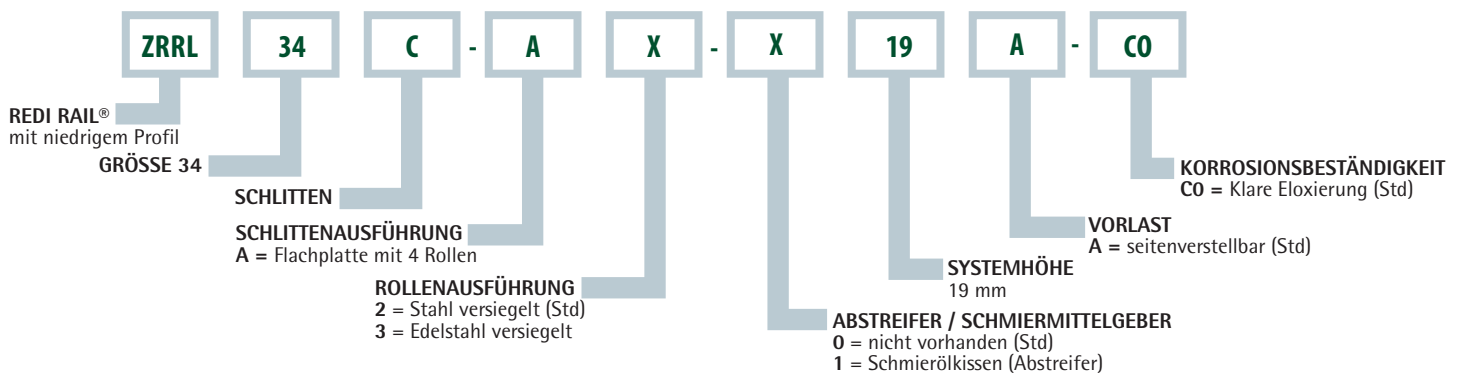 ZRRL 34 C - A X - X 19 A - C0
REDI RAIL®
mit niedrigem Profil
GRÖSSE 34
SCHLITTEN
SCHLITTENAUSFÜHRUNG
A = Flachplatte mit 4 Rollen
ROLLENAUSFÜHRUNG
2 = Stahl versiegelt (Std)
3 = Edelstahl versiegelt
ABSTREIFER / SCHMIERMITTELGEBER
0 = nicht vorhanden (Std)
1 = Schmierölkissen (Abstreifer)
SYSTEMHÖHE
19 mm
VORLAST
A = seitenverstellbar (Std)
KORROSIONSBESTÄNDIGKEIT
C0 = Klare Eloxierung (Std)